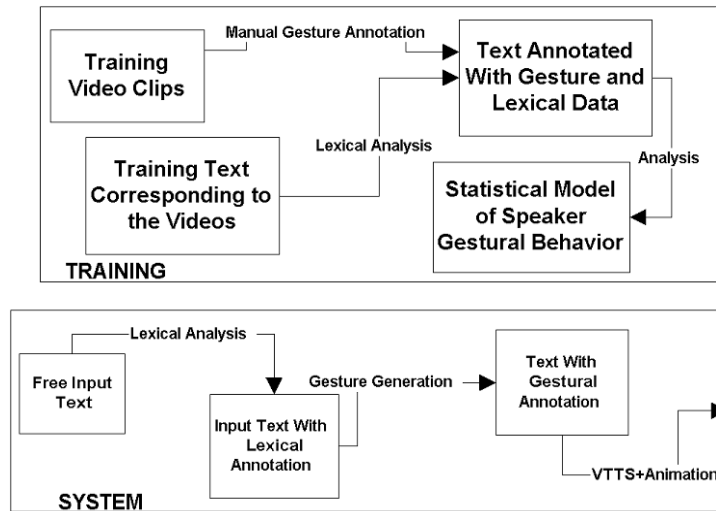 Manual Gesture Annotation
Training
Video Clips
Text Annotated
With Gesture and
Lexical Data
Lexical Analysis
Analysis
Training Text
Corresponding to
the Videos
Statistical Model
of Speaker
Gestural Behavior
TRAINING
Lexical Analysis
Free Input
Text
Gesture Generation
Text With
Gestural
Annotation
Input Text With
Lexical
Annotation
VTTS+Animation
SYSTEM